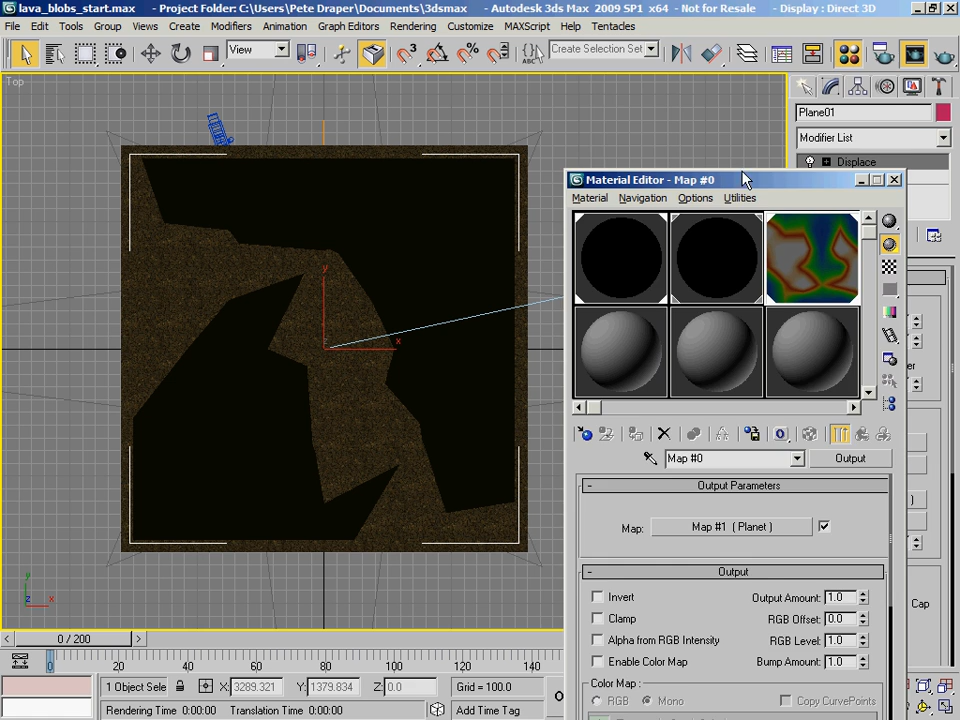 lava_blobs_start.max - Project Folder: C:/Users/Pete Draper/Documents/3dsmax - Autodesk 3ds Max 2009 SP1 x64 - Not for Resale - Display : Direct 3D
File Edit Tools Group Views Create Modifiers Animation Graph Editors Rendering Customize MAXScript Help Tentacles
View 3 % ABC Create Selection Set
Top
Plane01
Modifier List
Displace
Material Editor - Map #0
Material Navigation Options Utilities
Map #0 Output
- Output Parameters
Map: Map #1 ( Planet )
- Output
Invert Output Amount: 1.0
Clamp RGB Offset: 0.0
Alpha from RGB Intensity RGB Level: 1.0
Enable Color Map Bump Amount: 1.0
Color Map:
RGB Mono Copy CurvePoints
Cap
y
x
y
z x
0 / 200
0 20 40 60 80 100 120 140
1 Object Sele X: 3289.321 Y: 1379.834 Z: 0.0 Grid = 100.0
Rendering Time 0:00:00 Translation Time 0:00:00 Add Time Tag